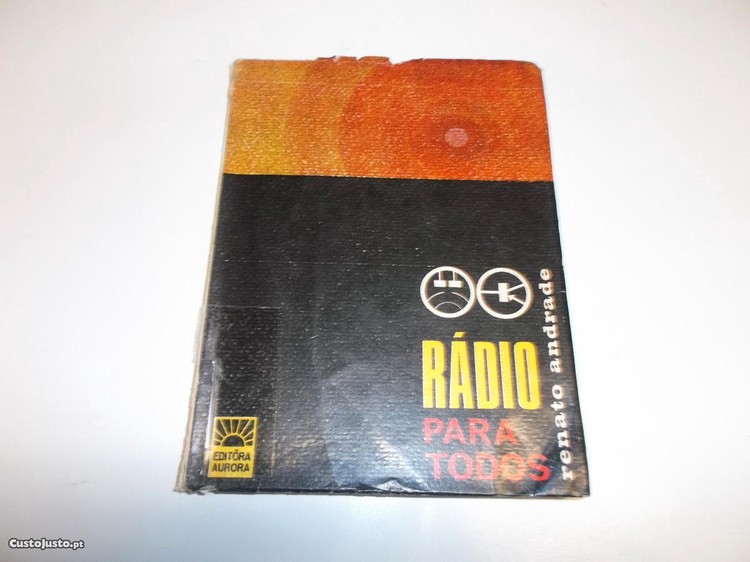 RÁDIO
PARA
TODOS
renato andrade
EDITÔRA
AURORA
CustoJusto.pt